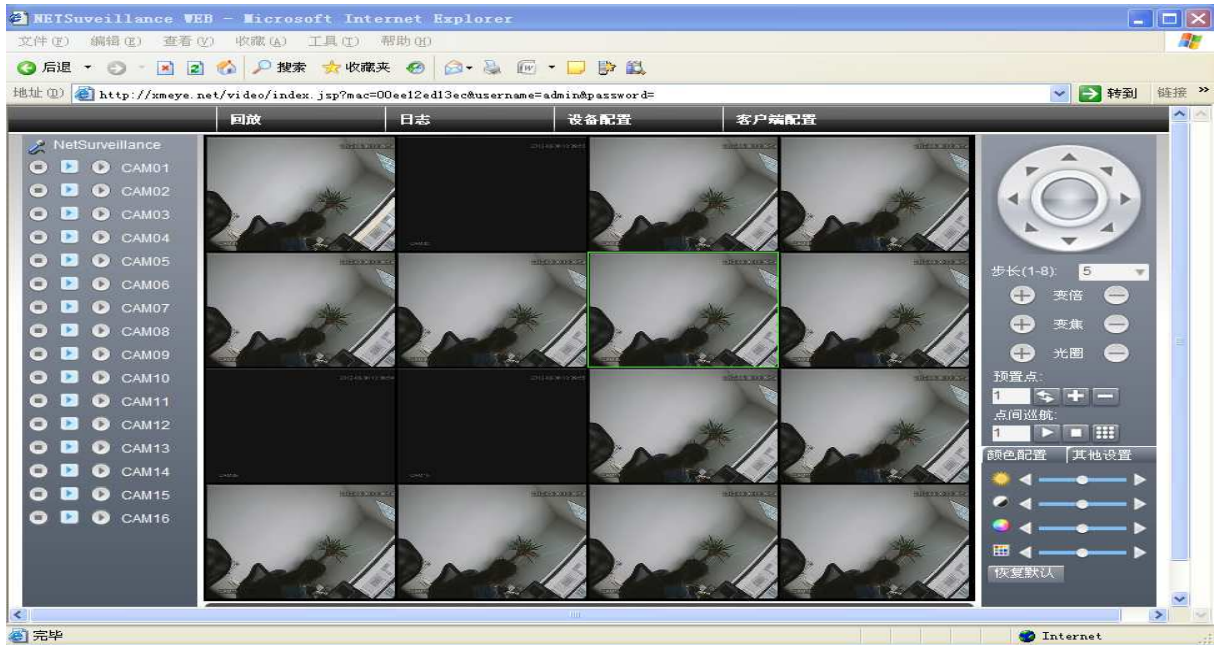 NETSuveillance WEB - Microsoft Internet Explorer
文件(F) 编辑(E) 查看(V) 收藏(A) 工具(T) 帮助(H)
后退 搜索 收藏夹
地址(D) http://xmeye.net/video/index.jsp?mac=00ee12ed13ec&username=admin&password= 转到 链接 »
回放 日志 设备配置 客户端配置
NetSurveillance
CAM01
CAM02
CAM03
CAM04
CAM05
CAM06
CAM07
CAM08
CAM09
CAM10
CAM11
CAM12
CAM13
CAM14
CAM15
CAM16
步长(1-8): 5
变倍
变焦
光圈
预置点:
1
点间巡航:
1
颜色配置 其他设置
恢复默认
完毕 Internet